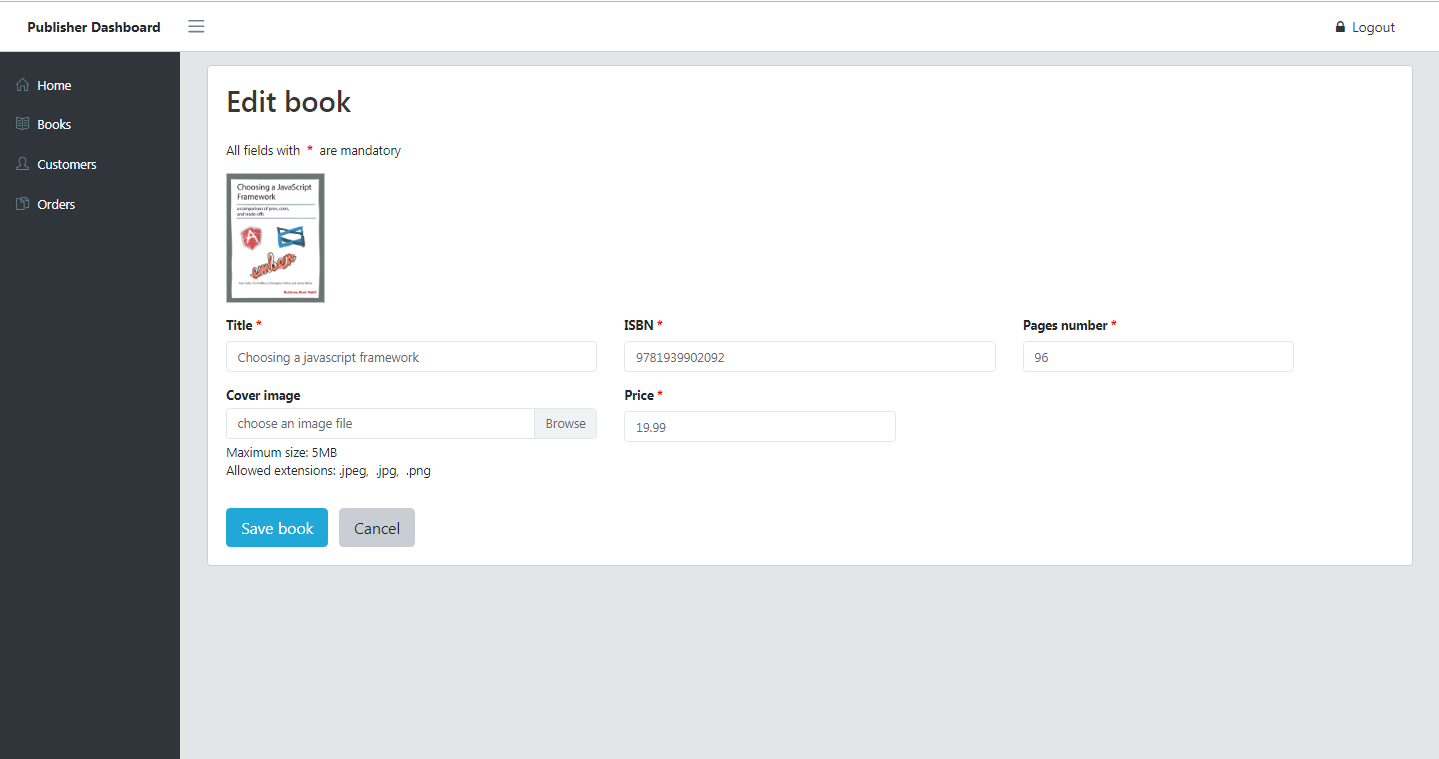 Publisher Dashboard
Logout
Home
Books
Customers
Orders
Edit book
All fields with * are mandatory
Choosing a JavaScript
Framework
a comparison of pros, cons,
and trade-offs
ember
Title *
ISBN *
Pages number *
Choosing a javascript framework
9781939902092
96
Cover image
Price *
choose an image file
Browse
19.99
Maximum size: 5MB
Allowed extensions: .jpeg, .jpg, .png
Save book
Cancel